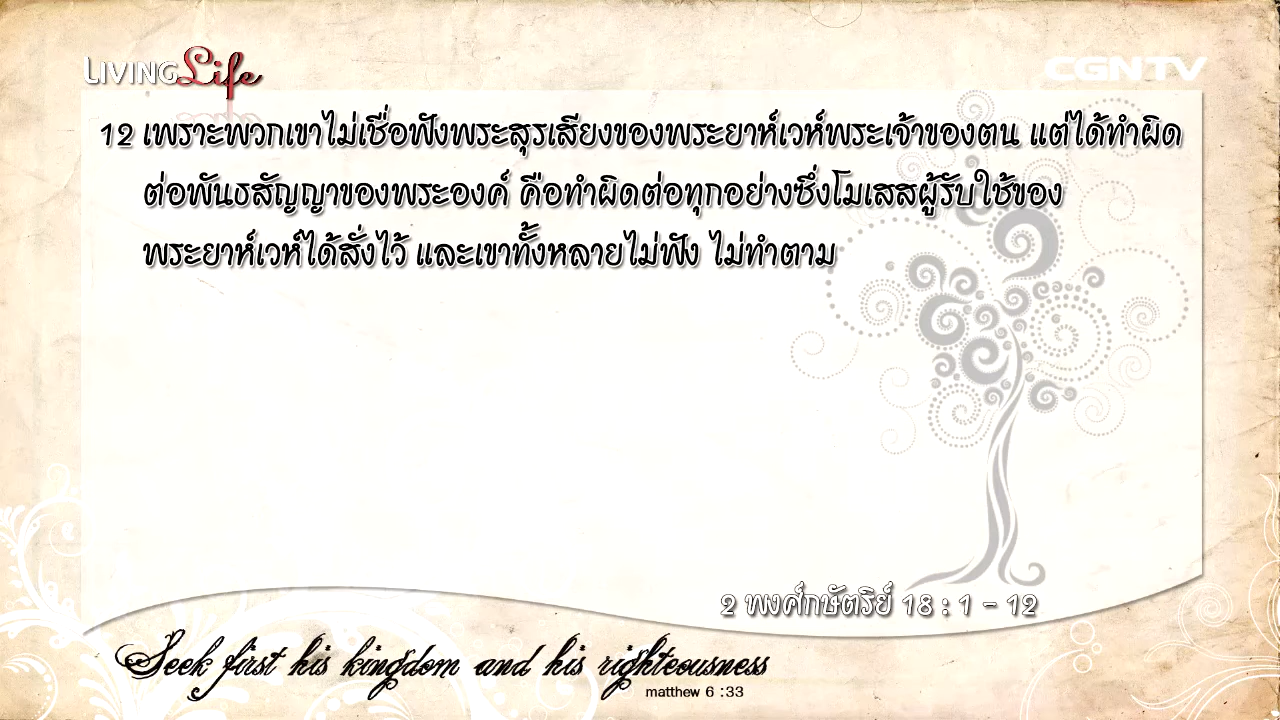 LIVING Life
CGNTV
12 เพราะพวกเขาไม่เชื่อฟังพระสุรเสียงของพระยาห์เวห์พระเจ้าของตน แต่ได้ทำผิด
ต่อพันธสัญญาของพระองค์ คือทำผิดต่อทุกอย่างซึ่งโมเสสผู้รับใช้ของ
พระยาห์เวห์ได้สั่งไว้ และเขาทั้งหลายไม่ฟัง ไม่ทำตาม
2 พงศ์กษัตริย์ 18 : 1 - 12
Seek first his kingdom and his righteousness
matthew 6 :33